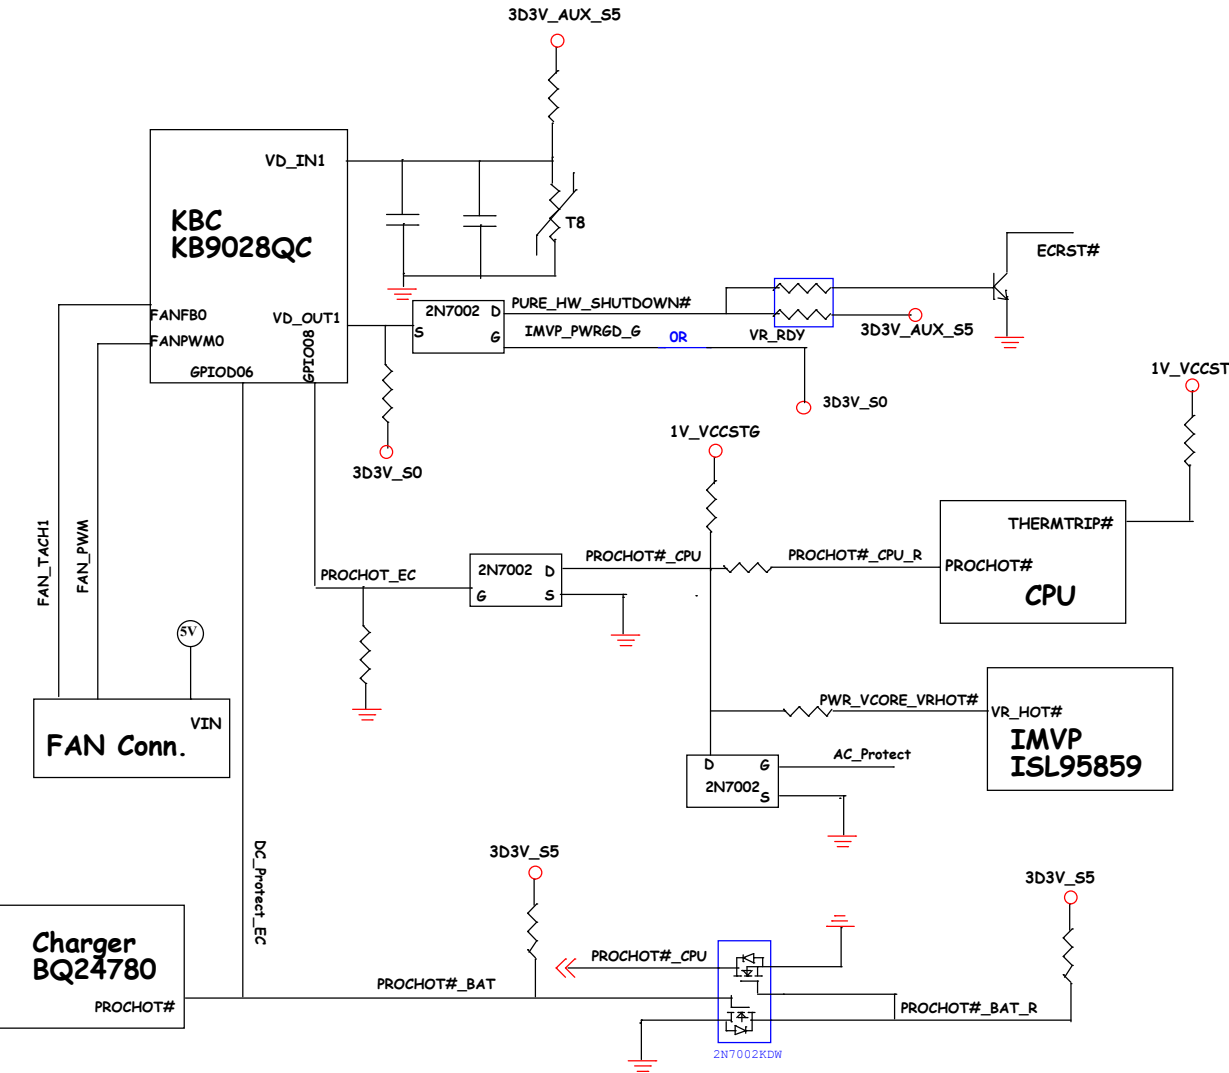 3D3V_AUX_S5
VD_IN1
KBC
KB9028QC
T8
ECRST#
FANFB0
VD_OUT1
2N7002
D
PURE_HW_SHUTDOWN#
S
G
IMVP_PWRGD_G
OR
VR_RDY
3D3V_AUX_S5
FANPWM0
GPIO08
GPIOD06
1V_VCCST
3D3V_S0
3D3V_S0
1V_VCCSTG
FAN_TACH1
FAN_PWM
THERMTRIP#
PROCHOT_EC
2N7002
D
G
S
PROCHOT#_CPU
PROCHOT#_CPU_R
PROCHOT#
CPU
5V
VIN
FAN Conn.
PWR_VCORE_VRHOT#
VR_HOT#
IMVP
ISL95859
D
G
2N7002
S
AC_Protect
DC_Protect_EC
3D3V_S5
3D3V_S5
Charger
BQ24780
PROCHOT#
PROCHOT#_BAT
PROCHOT#_CPU
PROCHOT#_BAT_R
2N7002KDW